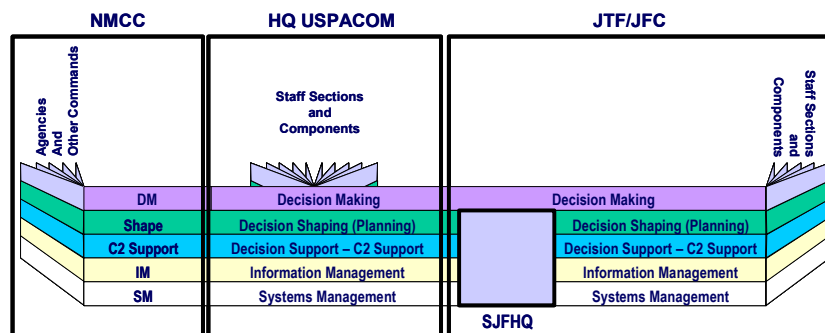 NMCC
HQ USPACOM
JTF/JFC
Agencies
And
Other Commands
Staff Sections
and
Components
Staff Sections
and
Components
DM
Decision Making
Decision Making
Shape
Decision Shaping (Planning)
Decision Shaping (Planning)
C2 Support
Decision Support – C2 Support
Decision Support – C2 Support
IM
Information Management
Information Management
SM
Systems Management
Systems Management
SJFHQ